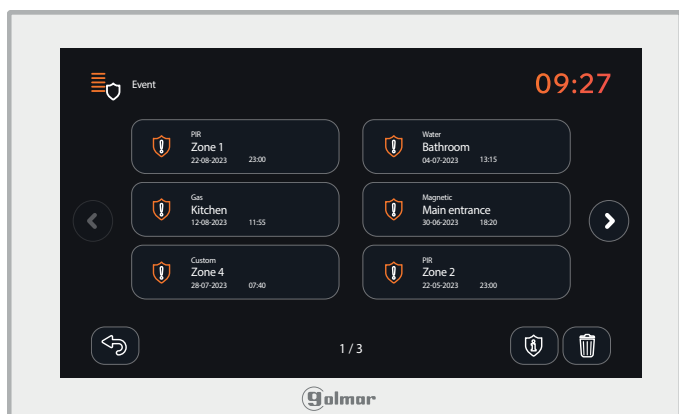 Event
09:27
PIR
Zone 1
22-08-2023 23:00
Water
Bathroom
04-07-2023 13:15
Gas
Kitchen
12-08-2023 11:55
Magnetic
Main entrance
30-06-2023 18:20
Custom
Zone 4
28-07-2023 07:40
PIR
Zone 2
22-05-2023 23:00
1 / 3
golmar